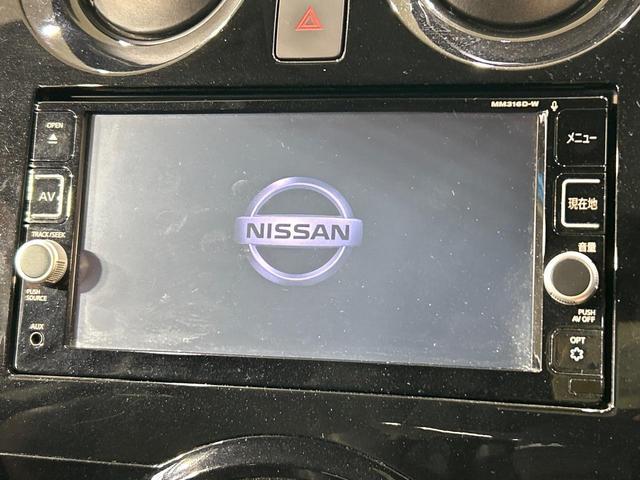 MM316D-W
OPEN
メニュー
AV
現在地
TRACK/SEEK
音量
NISSAN
PUSH
SOURCE
PUSH
AV OFF
AUX
OPT